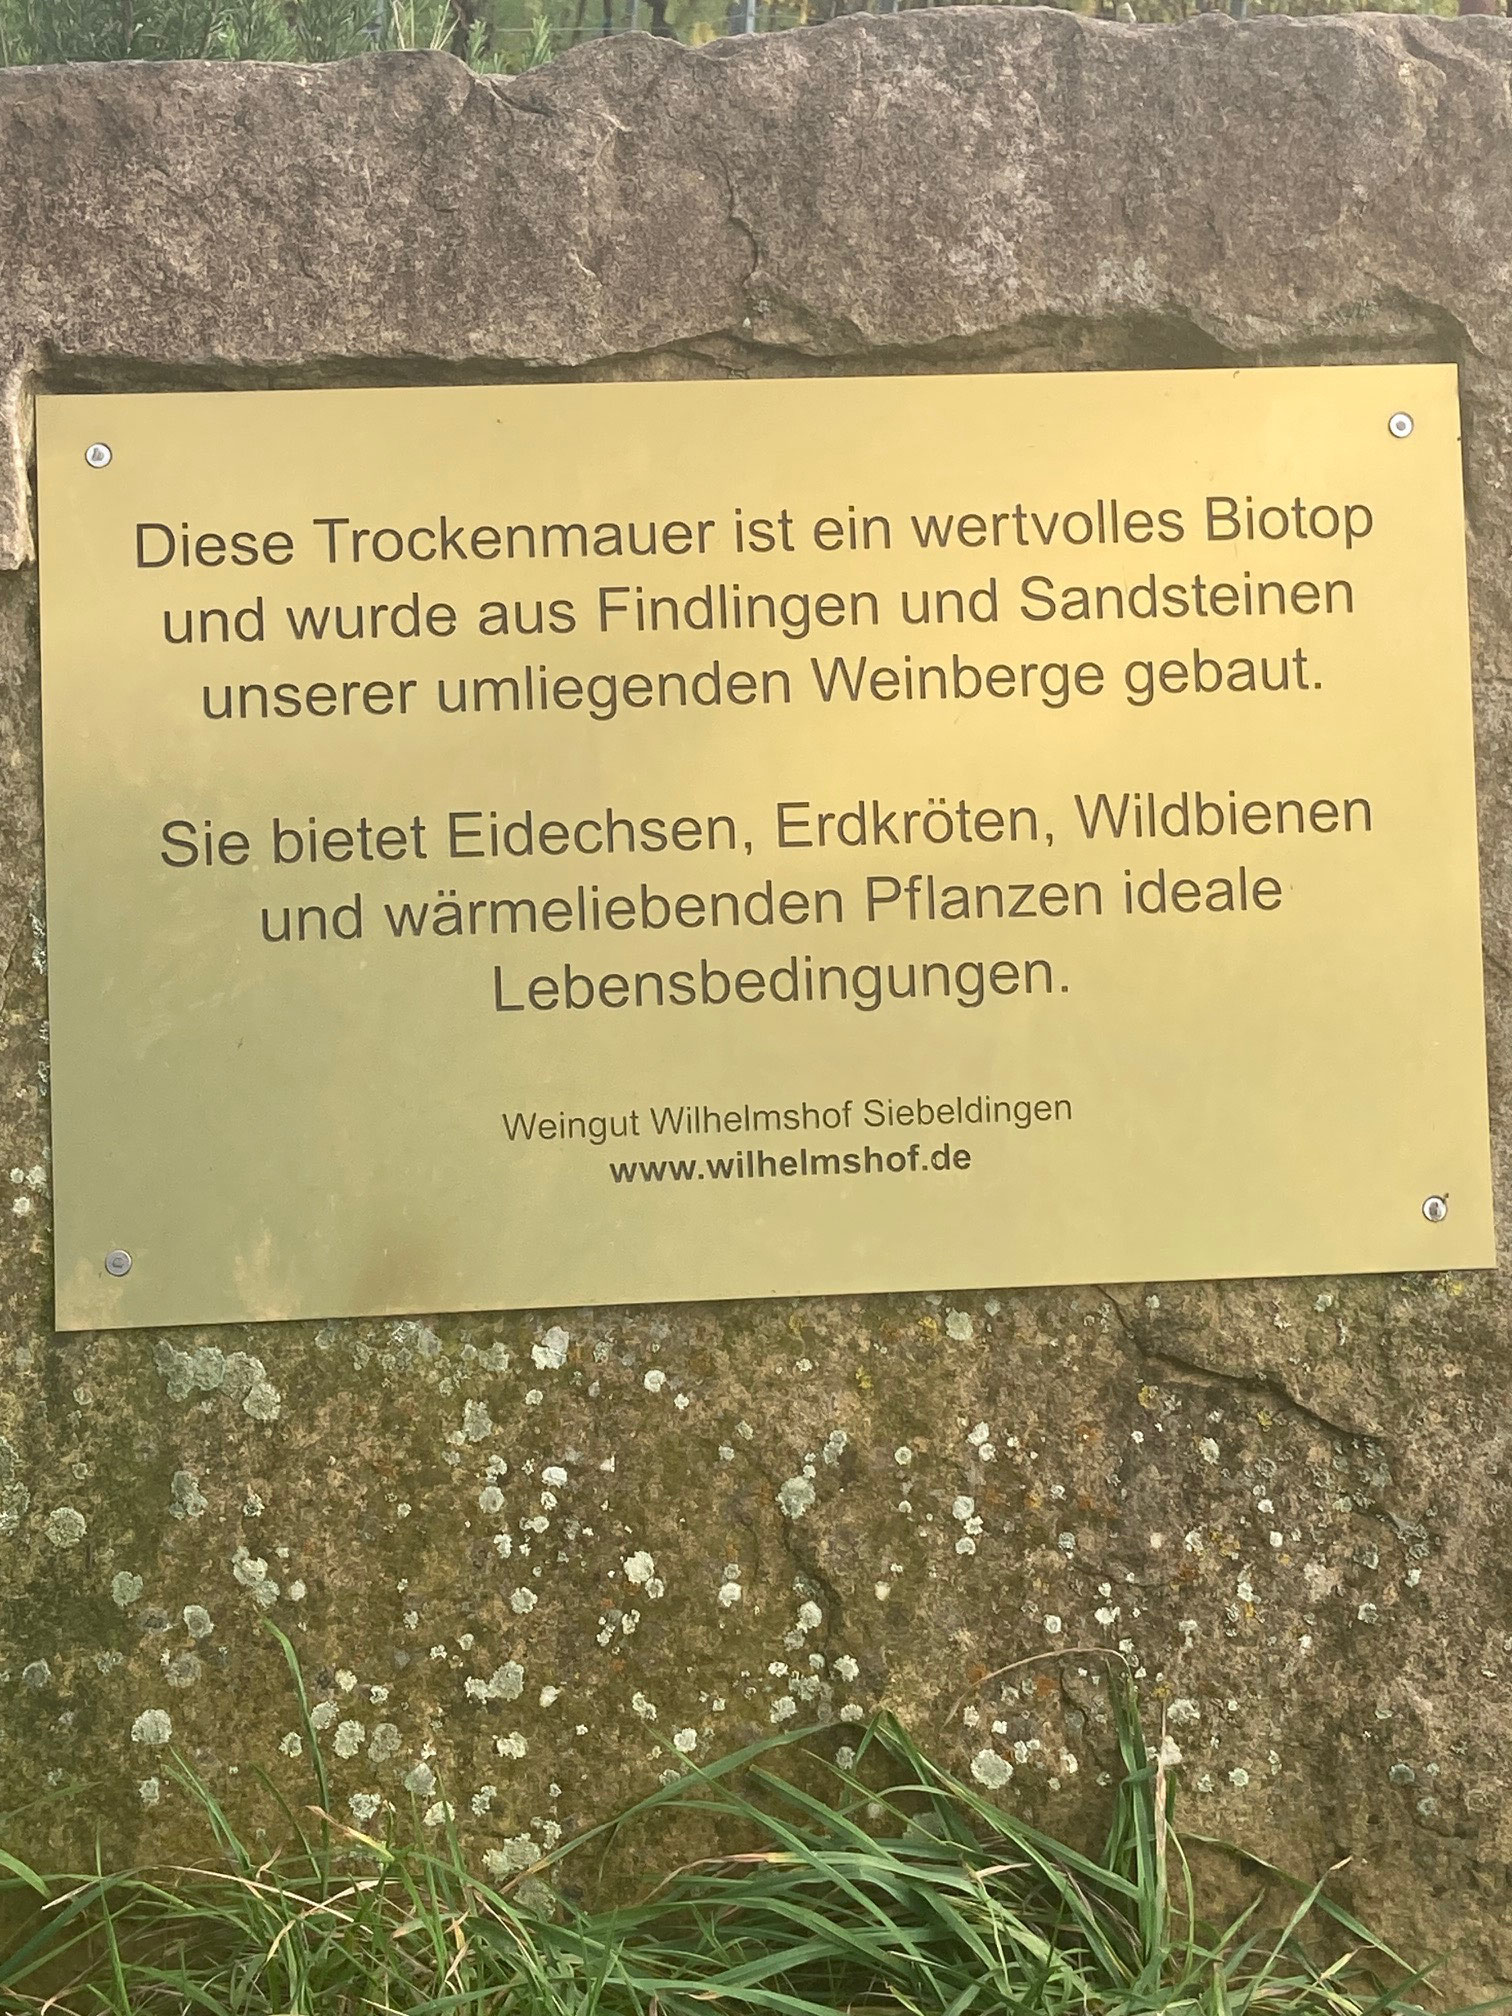 Diese Trockenmauer ist ein wertvolles Biotop
und wurde aus Findlingen und Sandsteinen
unserer umliegenden Weinberge gebaut.
Sie bietet Eidechsen, Erdkröten, Wildbienen
und wärmeliebenden Pflanzen ideale
Lebensbedingungen.
Weingut Wilhelmshof Siebeldingen
www.wilhelmshof.de